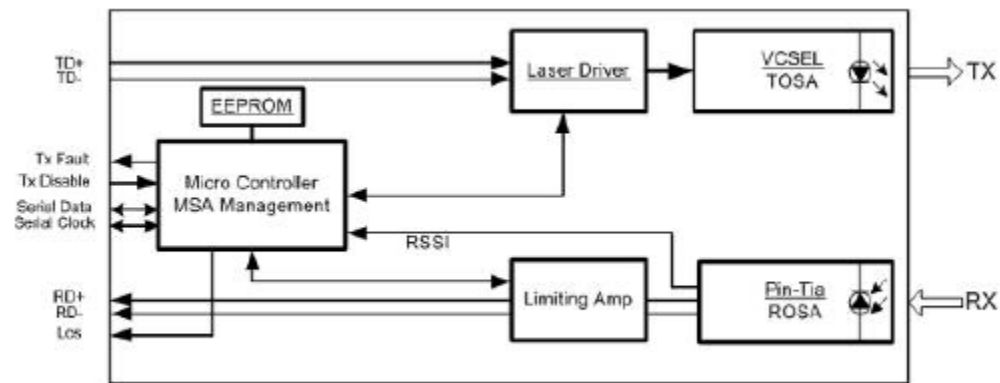 TD+
TD-
Laser Driver
VCSEL
TOSA
TX
EEPROM
Tx Fault
Tx Disable
Serial Data
Serial Clock
Micro Controller
MSA Management
RSSI
RD+
RD-
Los
Limiting Amp
Pin-Tia
ROSA
RX